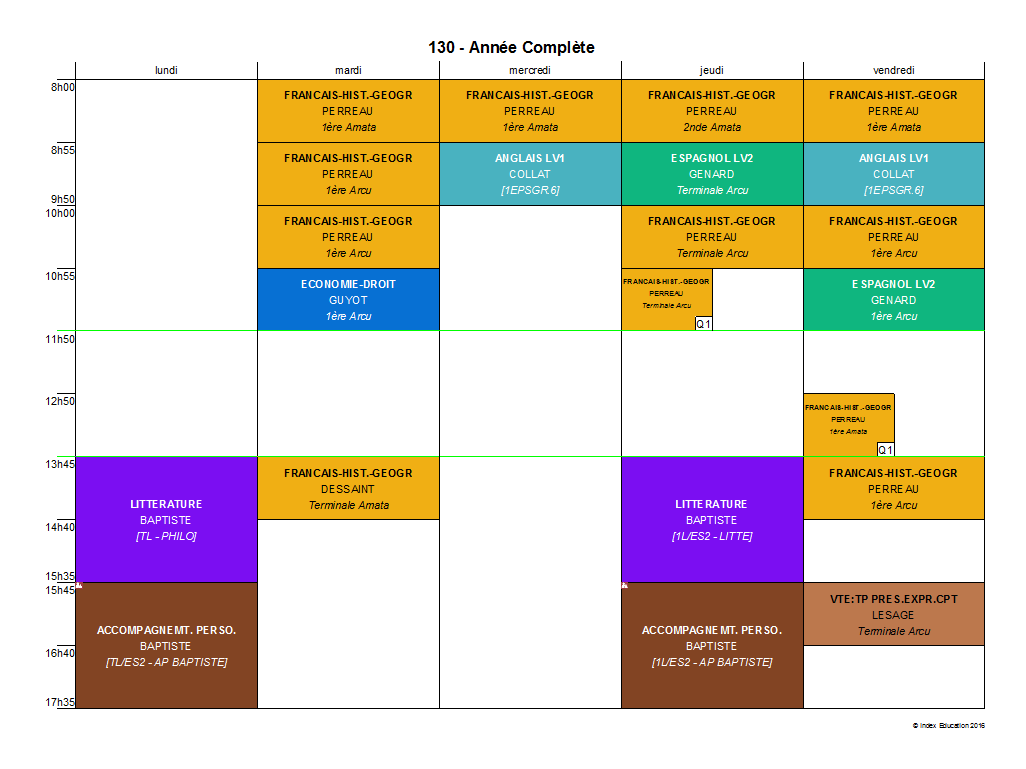 130 - Année Complète
lundi
mardi
mercredi
jeudi
vendredi
8h00
8h55
9h50
10h00
10h55
11h50
12h50
13h45
14h40
15h35
15h45
16h40
17h35
LITTERATURE
BAPTISTE
[TL - PHILO]
ACCOMPAGNEMT. PERSO.
BAPTISTE
[TL/ES2 - AP BAPTISTE]
FRANCAIS-HIST.-GEOGR
PERREAU
1ère Amata
FRANCAIS-HIST.-GEOGR
PERREAU
1ère Arcu
FRANCAIS-HIST.-GEOGR
PERREAU
1ère Arcu
ECONOMIE-DROIT
GUYOT
1ère Arcu
FRANCAIS-HIST.-GEOGR
DESSAINT
Terminale Amata
FRANCAIS-HIST.-GEOGR
PERREAU
1ère Amata
ANGLAIS LV1
COLLAT
[1EPSGR.6]
FRANCAIS-HIST.-GEOGR
PERREAU
2nde Amata
ESPAGNOL LV2
GENARD
Terminale Arcu
FRANCAIS-HIST.-GEOGR
PERREAU
Terminale Arcu
FRANCAIS-HIST.-GEOGR
PERREAU
Terminale Arcu
Q1
LITTERATURE
BAPTISTE
[1L/ES2 - LITTE]
ACCOMPAGNEMT. PERSO.
BAPTISTE
[1L/ES2 - AP BAPTISTE]
FRANCAIS-HIST.-GEOGR
PERREAU
1ère Amata
ANGLAIS LV1
COLLAT
[1EPSGR.6]
FRANCAIS-HIST.-GEOGR
PERREAU
1ère Arcu
ESPAGNOL LV2
GENARD
1ère Arcu
FRANCAIS-HIST.-GEOGR
PERREAU
1ère Amata
Q1
FRANCAIS-HIST.-GEOGR
PERREAU
1ère Arcu
VTE:TP PRES.EXPR.CPT
LESAGE
Terminale Arcu
© Index Education 2016